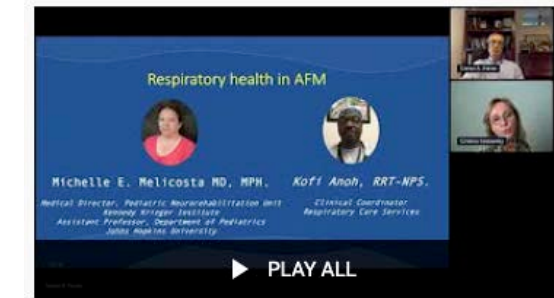 Respiratory health in AFM
Michelle E. Melicosta MD, MPH.
Medical Director, Pediatric Neurorehabilitation Unit
Kennedy Krieger Institute
Assistant Professor, Department of Pediatrics
Johns Hopkins University
Kofi Anoh, RRT-NPS.
Clinical Coordinator
Respiratory Care Services
PLAY ALL